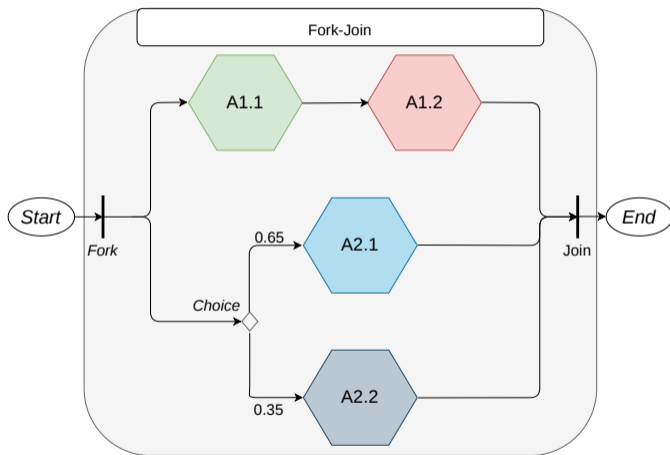 Fork-Join
A1.1
A1.2
Start
Fork
0.65
A2.1
End
Join
Choice
0.35
A2.2